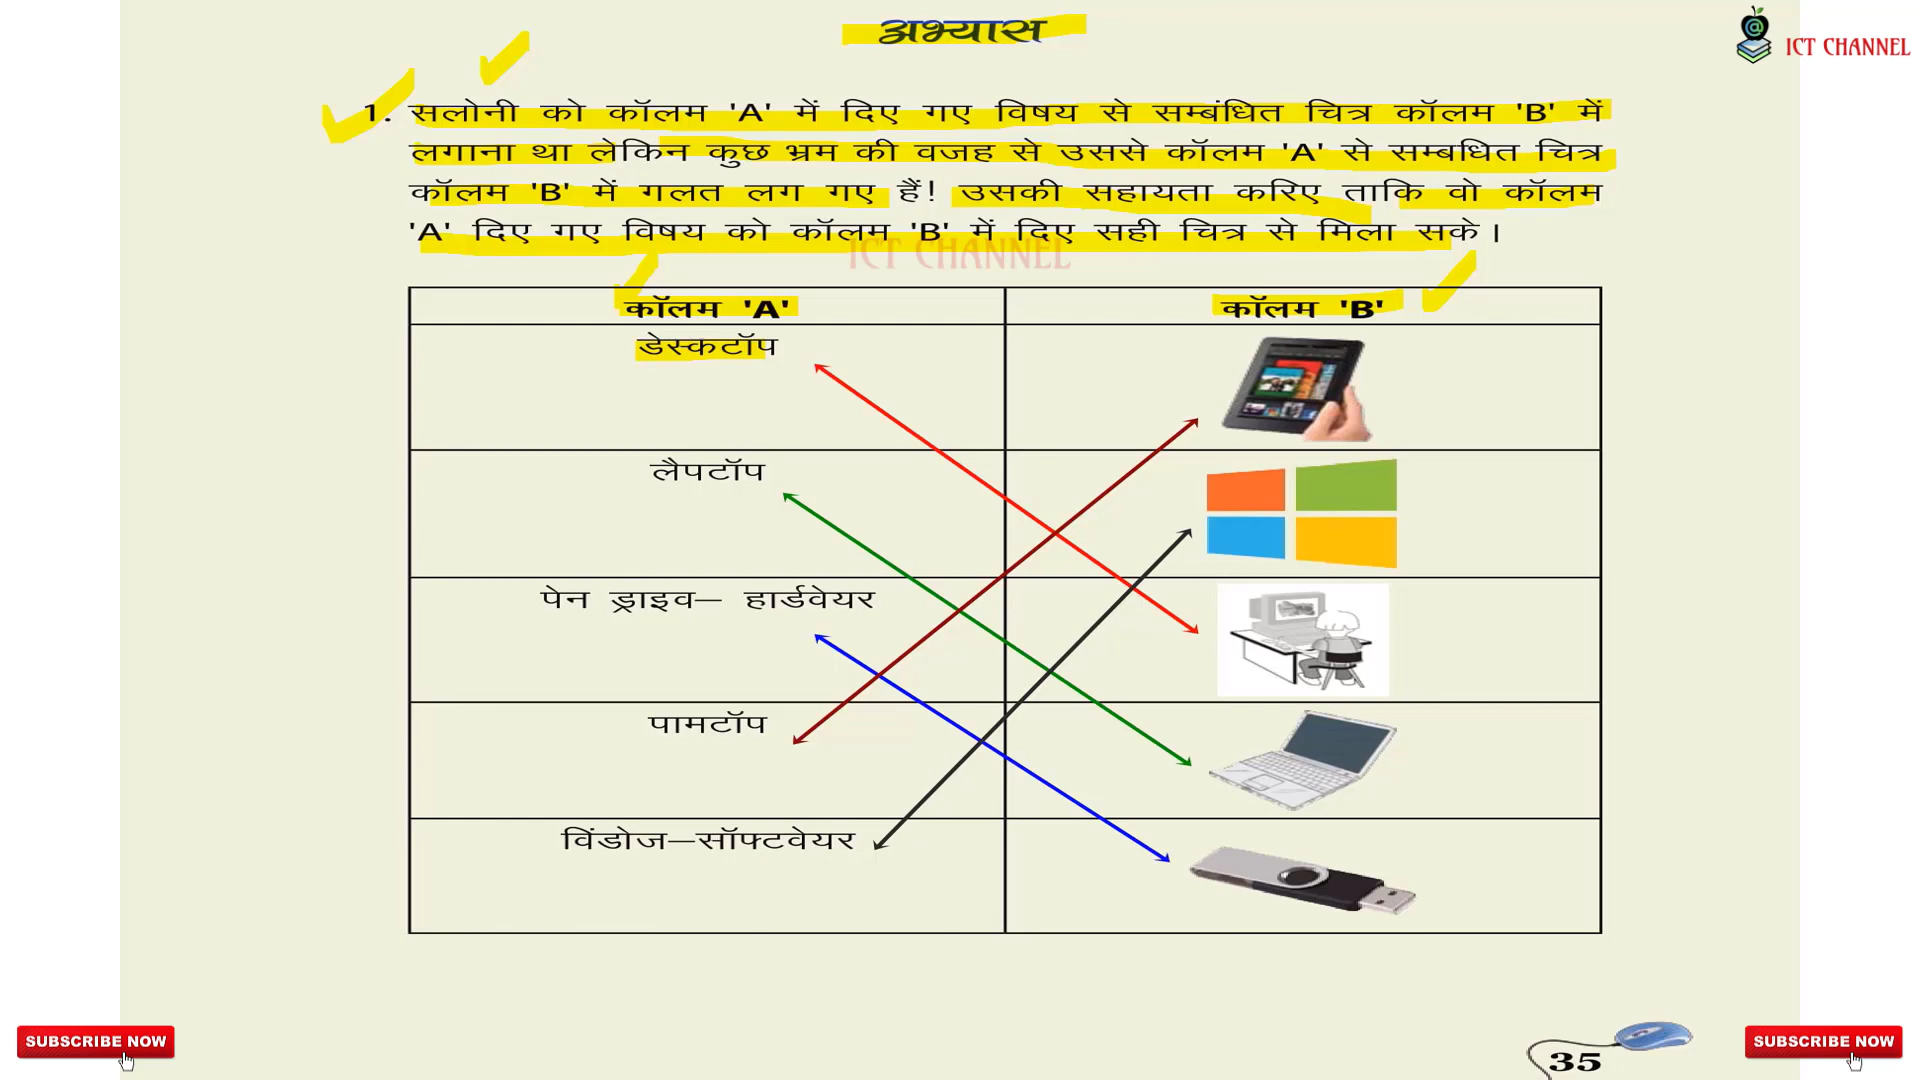 अभ्यास
ICT CHANNEL
1. सलोनी को कॉलम 'A' में दिए गए विषय से सम्बंधित चित्र कॉलम 'B' में
लगाना था लेकिन कुछ भ्रम की वजह से उससे कॉलम 'A' से सम्बधित चित्र
कॉलम 'B' में गलत लग गए हैं! उसकी सहायता करिए ताकि वो कॉलम
'A' दिए गए विषय को कॉलम 'B' में दिए सही चित्र से मिला सके।
ICT CHANNEL
कॉलम 'A' कॉलम 'B'
डेस्कटॉप
लैपटॉप
पेन ड्राइव– हार्डवेयर
पामटॉप
विंडोज–सॉफ्टवेयर
SUBSCRIBE NOW
35
SUBSCRIBE NOW